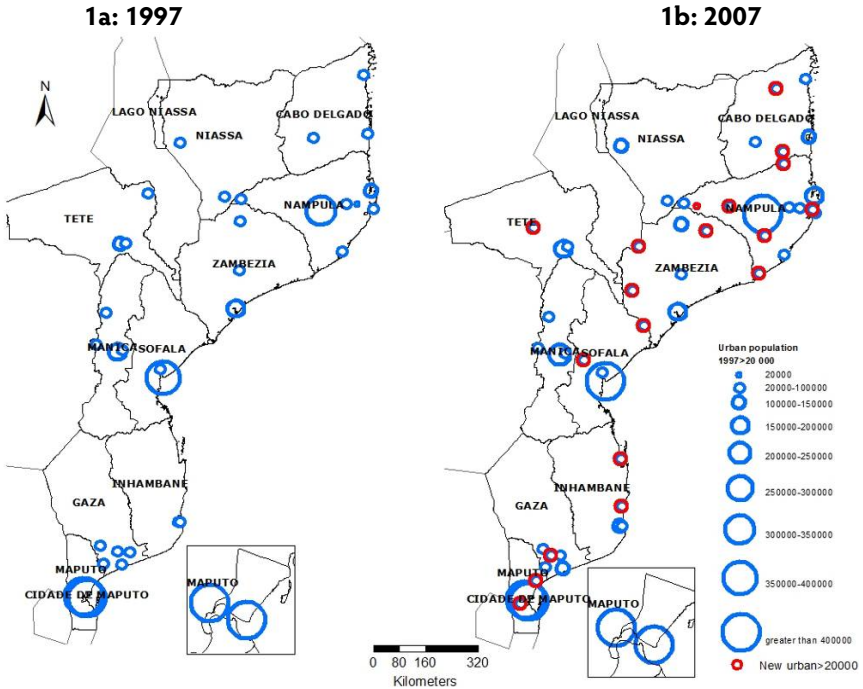 1a: 1997
1b: 2007
N
LAGO NIASSA
NIASSA
CABO DELGADO
TETE
NAMPULA
ZAMBEZIA
MANICA
SOFALA
GAZA
INHAMBANE
MAPUTO
CIDADE DE MAPUTO
MAPUTO
LAGO NIASSA
NIASSA
CABO DELGADO
TETE
NAMPULA
ZAMBEZIA
MANICA
SOFALA
GAZA
INHAMBANE
MAPUTO
CIDADE DE MAPUTO
MAPUTO
Urban population
1997>20 000
20000
20000-100000
100000-150000
150000-200000
200000-250000
250000-300000
300000-350000
350000-400000
greater than 400000
New urban>20000
0 80 160 320
Kilometers